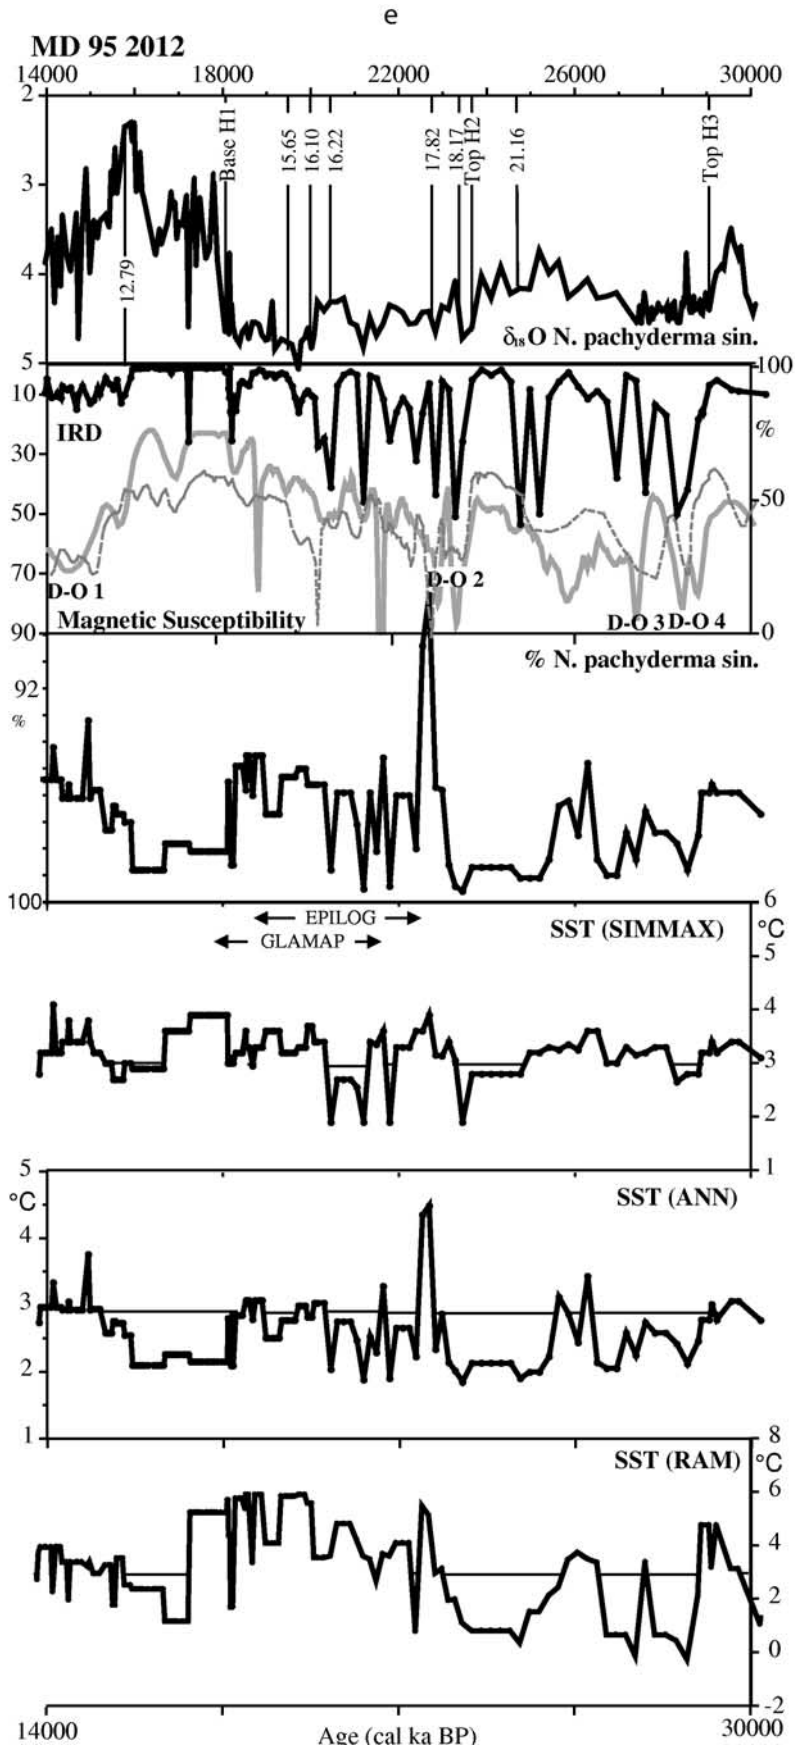 e
MD 95 2012
14000 18000 22000 26000 30000
2
Base H1
15.65
16.10
16.22
17.82
18.17
Top H2
21.16
Top H3
3
4
12.79
δ₁₈O N. pachyderma sin.
5
100
10
IRD
%
30
50
50
70
D-O 1
D-O 2
Magnetic Susceptibility
D-O 3 D-O 4
90
0
% N. pachyderma sin.
92
%
100
6
EPILOG
GLAMAP
SST (SIMMAX)
°C
5
4
3
2
1
5
°C
SST (ANN)
4
3
2
1
8
SST (RAM)
°C
6
4
2
0
-2
14000
Age (cal ka BP)
30000